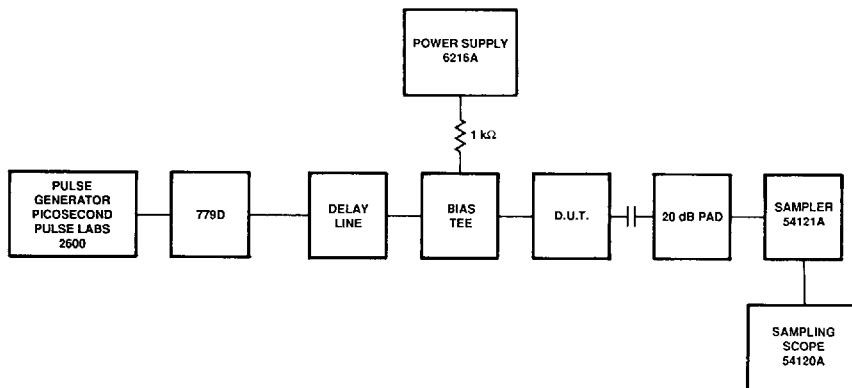 POWER SUPPLY
6216A
1 kΩ
PULSE
GENERATOR
PICOSECOND
PULSE LABS
2600
779D
DELAY
LINE
BIAS
TEE
D.U.T.
20 dB PAD
SAMPLER
54121A
SAMPLING
SCOPE
54120A